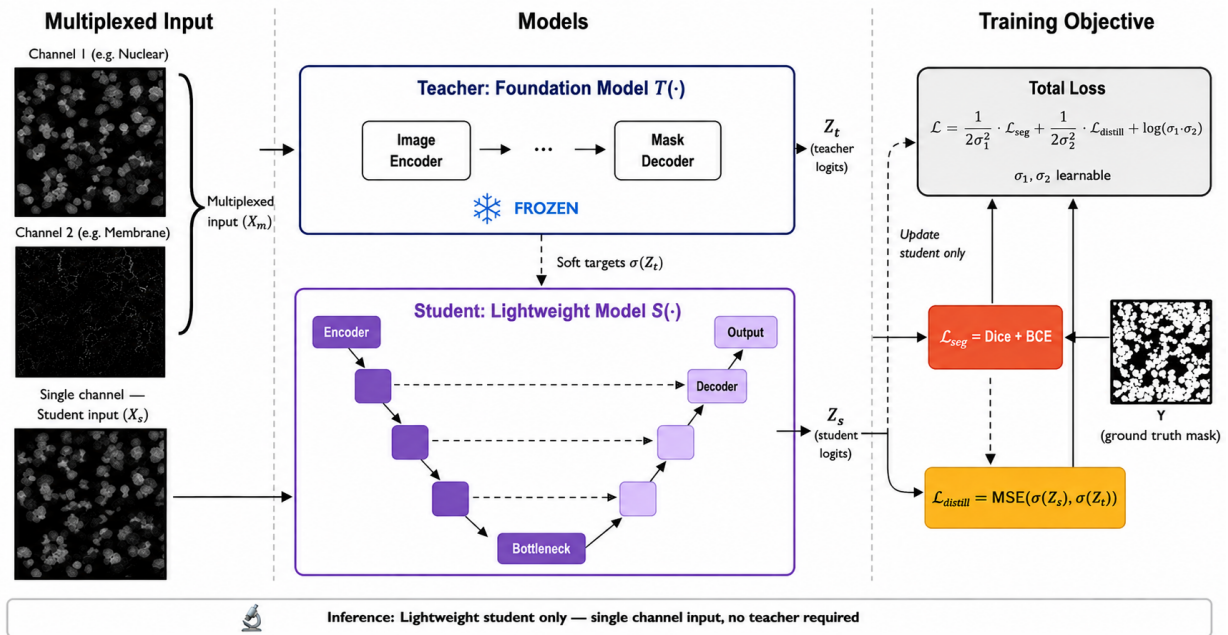 Multiplexed Input
Models
Training Objective
Channel 1 (e.g. Nuclear)
Multiplexed
input (X_m)
Channel 2 (e.g. Membrane)
Single channel —
Student input (X_s)
Teacher: Foundation Model T(·)
Image
Encoder
...
Mask
Decoder
FROZEN
Z_t
(teacher
logits)
Soft targets σ(Z_t)
Student: Lightweight Model S(·)
Encoder
Output
Decoder
Bottleneck
Z_s
(student
logits)
Total Loss
ℒ = 1/(2σ₁²) · ℒ_seg + 1/(2σ₂²) · ℒ_distill + log(σ₁·σ₂)
σ₁, σ₂ learnable
Update
student only
ℒ_seg = Dice + BCE
Y
(ground truth mask)
ℒ_distill = MSE(σ(Z_s), σ(Z_t))
Inference: Lightweight student only — single channel input, no teacher required